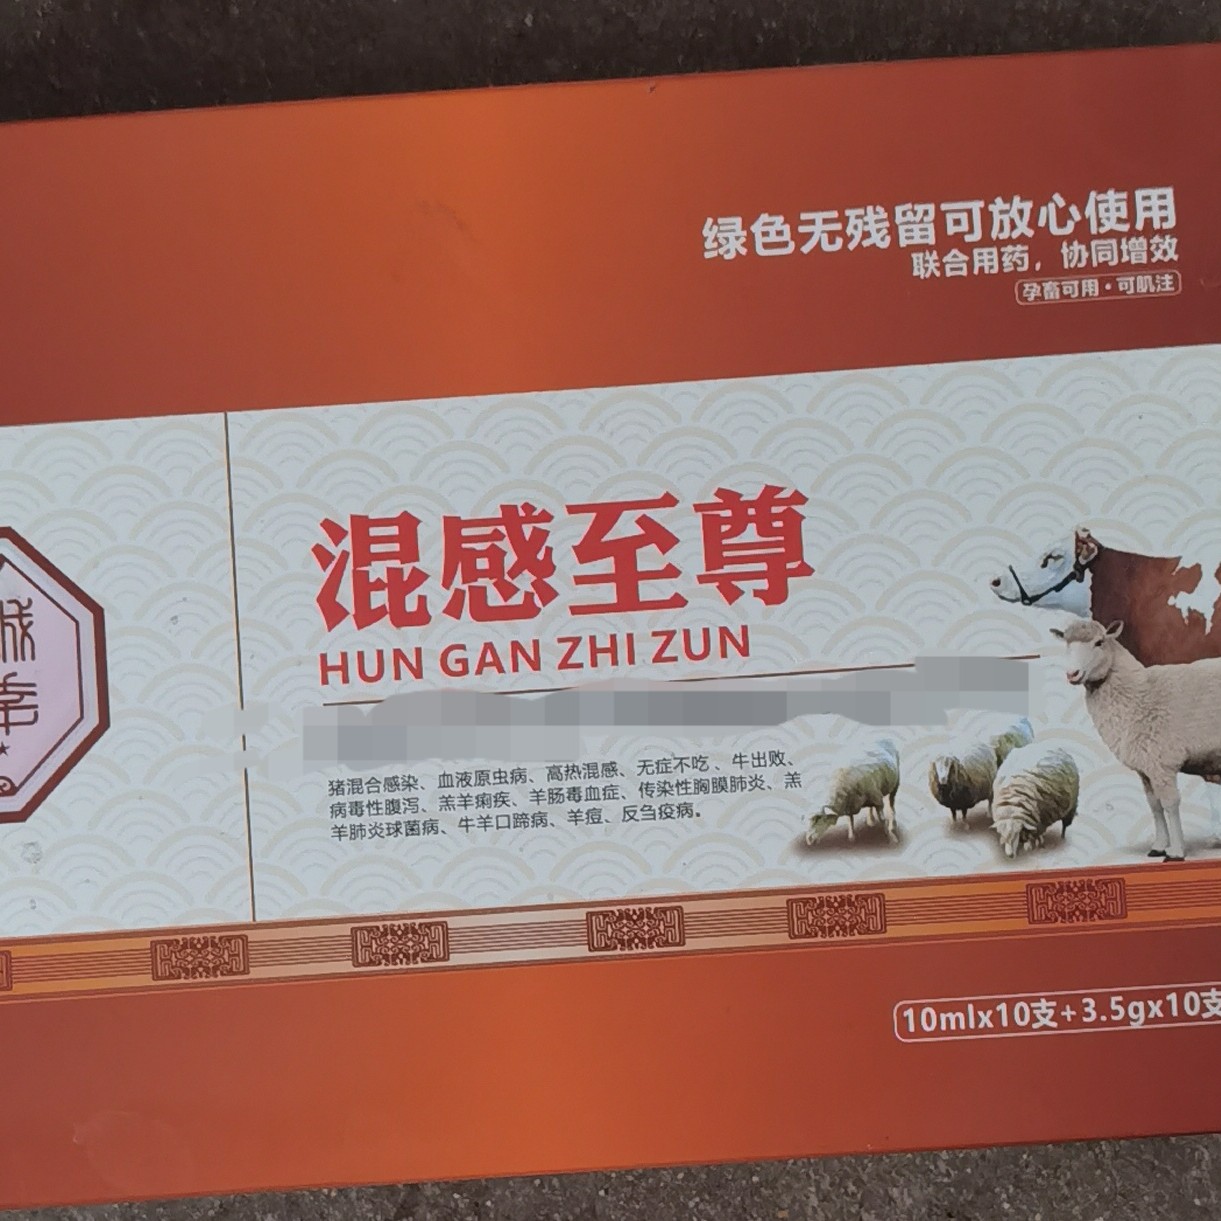 绿色无残留可放心使用
联合用药，协同增效
孕畜可用·可肌注
混感至尊
HUN GAN ZHI ZUN
猪混合感染、血液原虫病、高热混感、无症不吃、牛出败、
病毒性腹泻、羔羊痢疾、羊肠毒血症、传染性胸膜肺炎、羔
羊肺炎球菌病、牛羊口蹄病、羊痘、反刍疫病。
10mlx10支+3.5gx10支